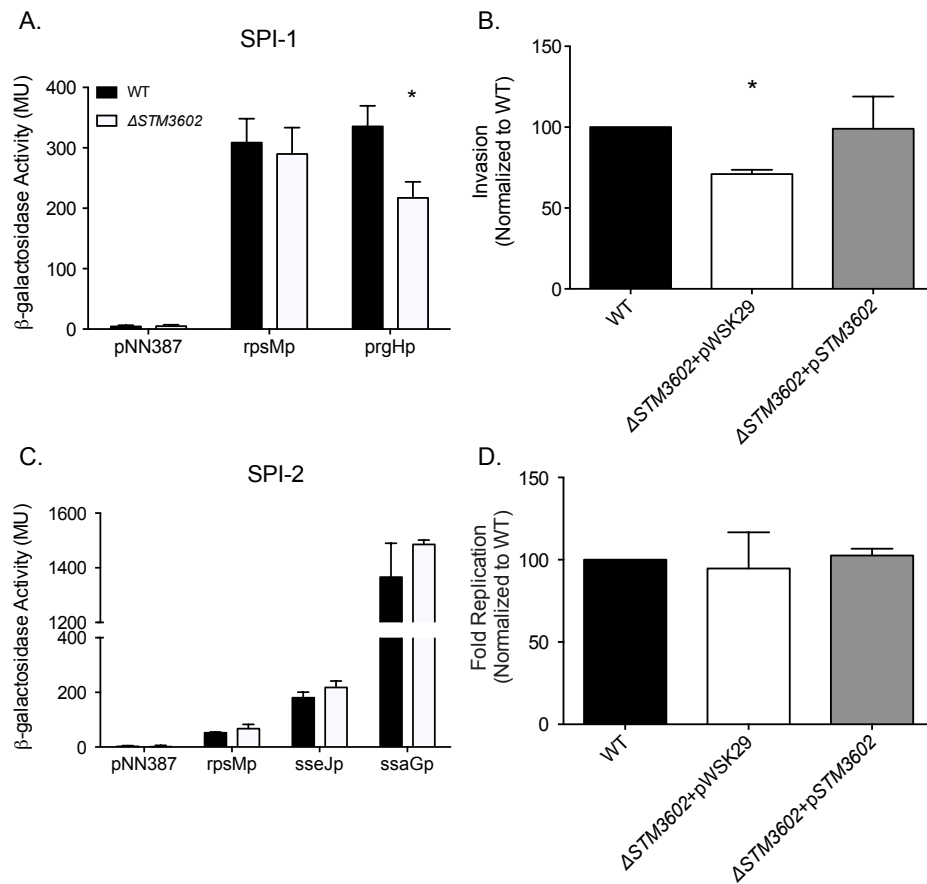 A.
SPI-1
β-galactosidase Activity (MU)
400
300
200
100
0
WT
ΔSTM3602
*
pNN387
rpsMp
prgHp
B.
Invasion
(Normalized to WT)
150
100
50
0
*
WT
ΔSTM3602+pWSK29
ΔSTM3602+pSTM3602
C.
SPI-2
β-galactosidase Activity (MU)
1600
1400
1200
400
200
0
pNN387
rpsMp
sseJp
ssaGp
D.
Fold Replication
(Normalized to WT)
150
100
50
0
WT
ΔSTM3602+pWSK29
ΔSTM3602+pSTM3602